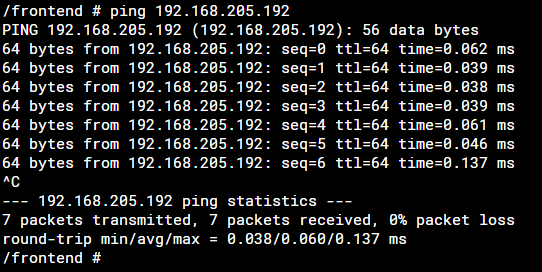 /frontend # ping 192.168.205.192
PING 192.168.205.192 (192.168.205.192): 56 data bytes
64 bytes from 192.168.205.192: seq=0 ttl=64 time=0.062 ms
64 bytes from 192.168.205.192: seq=1 ttl=64 time=0.039 ms
64 bytes from 192.168.205.192: seq=2 ttl=64 time=0.038 ms
64 bytes from 192.168.205.192: seq=3 ttl=64 time=0.039 ms
64 bytes from 192.168.205.192: seq=4 ttl=64 time=0.061 ms
64 bytes from 192.168.205.192: seq=5 ttl=64 time=0.046 ms
64 bytes from 192.168.205.192: seq=6 ttl=64 time=0.137 ms
^C
--- 192.168.205.192 ping statistics ---
7 packets transmitted, 7 packets received, 0% packet loss
round-trip min/avg/max = 0.038/0.060/0.137 ms
/frontend #